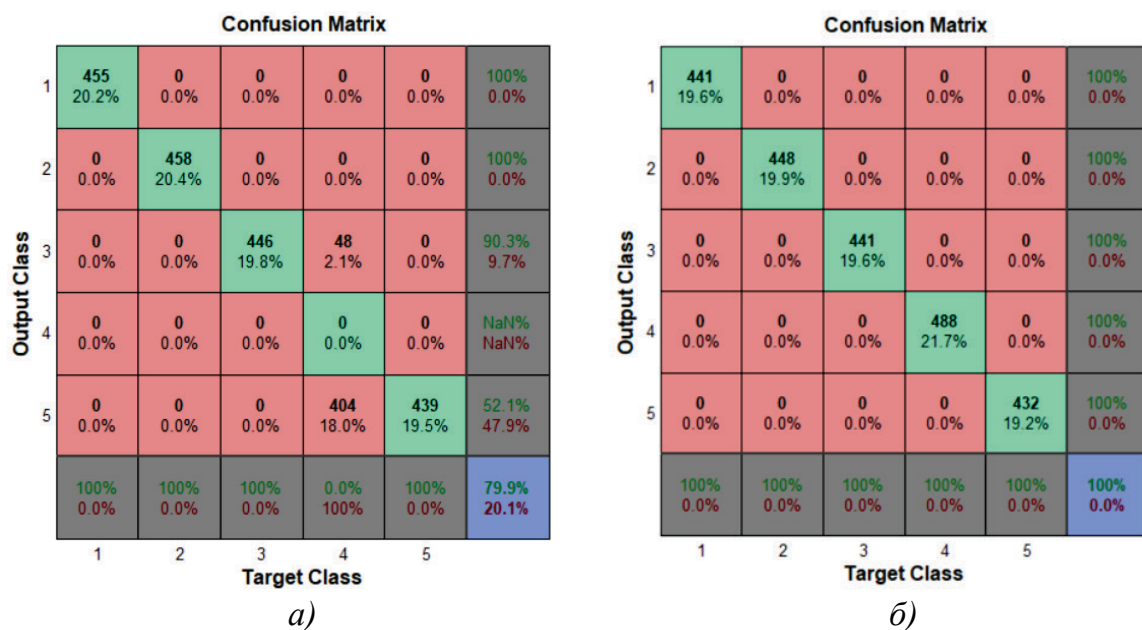 Confusion Matrix
Output Class
1
455 0 0 0 0 100%
20.2% 0.0% 0.0% 0.0% 0.0% 0.0%
2
0 458 0 0 0 100%
0.0% 20.4% 0.0% 0.0% 0.0% 0.0%
3
0 0 446 48 0 90.3%
0.0% 0.0% 19.8% 2.1% 0.0% 9.7%
4
0 0 0 0 0 NaN%
0.0% 0.0% 0.0% 0.0% 0.0% NaN%
5
0 0 0 404 439 52.1%
0.0% 0.0% 0.0% 18.0% 19.5% 47.9%
100% 100% 100% 0.0% 100% 79.9%
0.0% 0.0% 0.0% 100% 0.0% 20.1%
1 2 3 4 5
Target Class
а)
Confusion Matrix
Output Class
1
441 0 0 0 0 0 100%
19.6% 0.0% 0.0% 0.0% 0.0% 0.0% 0.0%
2
0 448 0 0 0 0 100%
0.0% 19.9% 0.0% 0.0% 0.0% 0.0% 0.0%
3
0 0 441 0 0 0 100%
0.0% 0.0% 19.6% 0.0% 0.0% 0.0% 0.0%
4
0 0 0 488 0 0 100%
0.0% 0.0% 0.0% 21.7% 0.0% 0.0% 0.0%
5
0 0 0 0 432 100%
0.0% 0.0% 0.0% 0.0% 19.2% 0.0%
100% 100% 100% 100% 100% 100%
0.0% 0.0% 0.0% 0.0% 0.0% 0.0%
1 2 3 4 5
Target Class
б)